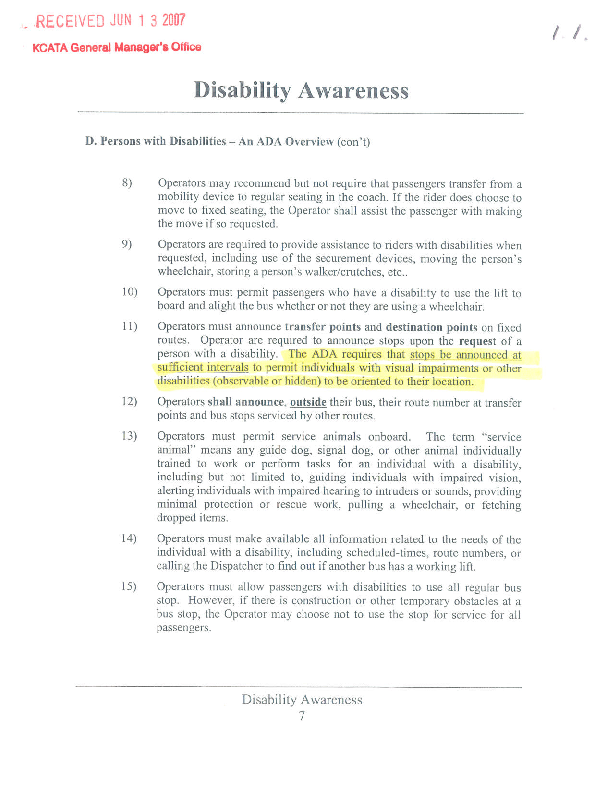 RECEIVED JUN 13 2007
KCATA General Manager's Office
1.1.
Disability Awareness
D. Persons with Disabilities – An ADA Overview (con't)
8) Operators may recommend but not require that passengers transfer from a
mobility device to regular seating in the coach. If the rider does choose to
move to fixed seating, the Operator shall assist the passenger with making
the move if so requested.
9) Operators are required to provide assistance to riders with disabilities when
requested, including use of the securement devices, moving the person's
wheelchair, storing a person's walker/crutches, etc..
10) Operators must permit passengers who have a disability to use the lift to
board and alight the bus whether or not they are using a wheelchair.
11) Operators must announce transfer points and destination points on fixed
routes. Operator are required to announce stops upon the request of a
person with a disability. The ADA requires that stops be announced at
sufficient intervals to permit individuals with visual impairments or other
disabilities (observable or hidden) to be oriented to their location.
12) Operators shall announce, outside their bus, their route number at transfer
points and bus stops serviced by other routes.
13) Operators must permit service animals onboard. The term "service
animal" means any guide dog, signal dog, or other animal individually
trained to work or perform tasks for an individual with a disability,
including but not limited to, guiding individuals with impaired vision,
alerting individuals with impaired hearing to intruders or sounds, providing
minimal protection or rescue work, pulling a wheelchair, or fetching
dropped items.
14) Operators must make available all information related to the needs of the
individual with a disability, including scheduled-times, route numbers, or
calling the Dispatcher to find out if another bus has a working lift.
15) Operators must allow passengers with disabilities to use all regular bus
stop. However, if there is construction or other temporary obstacles at a
bus stop, the Operator may choose not to use the stop for service for all
passengers.
Disability Awareness
7